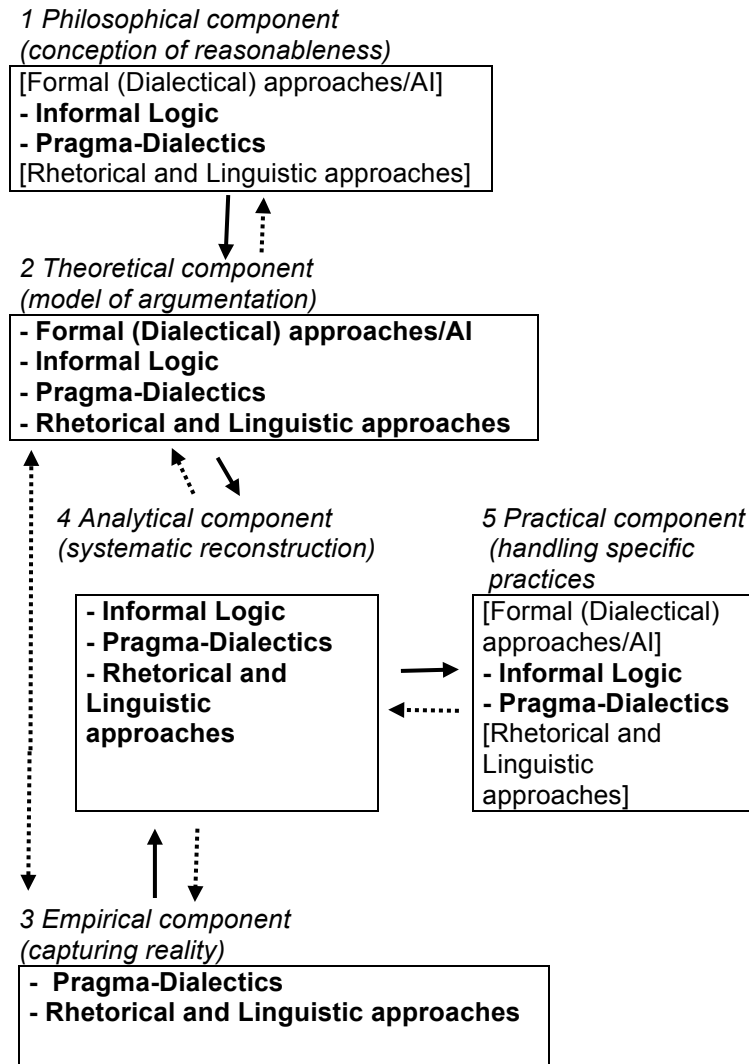 1 Philosophical component
(conception of reasonableness)
[Formal (Dialectical) approaches/AI]
- Informal Logic
- Pragma-Dialectics
[Rhetorical and Linguistic approaches]
2 Theoretical component
(model of argumentation)
- Formal (Dialectical) approaches/AI
- Informal Logic
- Pragma-Dialectics
- Rhetorical and Linguistic approaches
4 Analytical component
(systematic reconstruction)
- Informal Logic
- Pragma-Dialectics
- Rhetorical and
Linguistic
approaches
5 Practical component
(handling specific
practices
[Formal (Dialectical)
approaches/AI]
- Informal Logic
- Pragma-Dialectics
[Rhetorical and
Linguistic
approaches]
3 Empirical component
(capturing reality)
- Pragma-Dialectics
- Rhetorical and Linguistic approaches